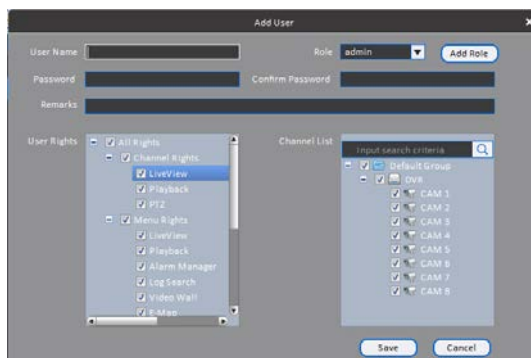 Add User
User Name
Role
admin
Add Role
Password
Confirm Password
Remarks
User Rights
All Rights
Channel Rights
LiveView
Playback
PTZ
Menu Rights
LiveView
Playback
Alarm Manager
Log Search
Video Wall
E-Map
Channel List
Input search criteria
Default Group
DVR
CAM 1
CAM 2
CAM 3
CAM 4
CAM 5
CAM 6
CAM 7
CAM 8
Save
Cancel